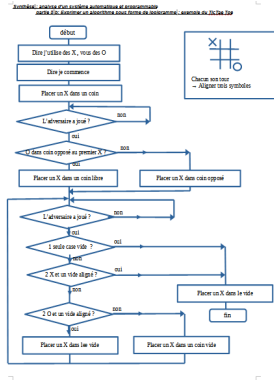 Synthèse): analyse d'un système automatique et programmable
partie 5'b: Exprimer un algorithme sous forme de logigramme: exemple du TicTac Toe
début
Dire j'utilise des X , vous des O
Dire je commence
Placer un X dans un coin
Chacun son tour
→ Aligner trois symboles
L'adversaire a joué ?
non
oui
O dans coin opposé au premier X ?
non
oui
Placer un X dans un coin libre
Placer un X dans coin opposé
L'adversaire a joué ?
non
oui
1 seule case vide ?
oui
non
2 X et un vide aligné ?
oui
non
Placer un X dans le vide
2 O et un vide aligné ?
non
fin
oui
Placer un X dans lee vide
Placer un X dans un coin vide